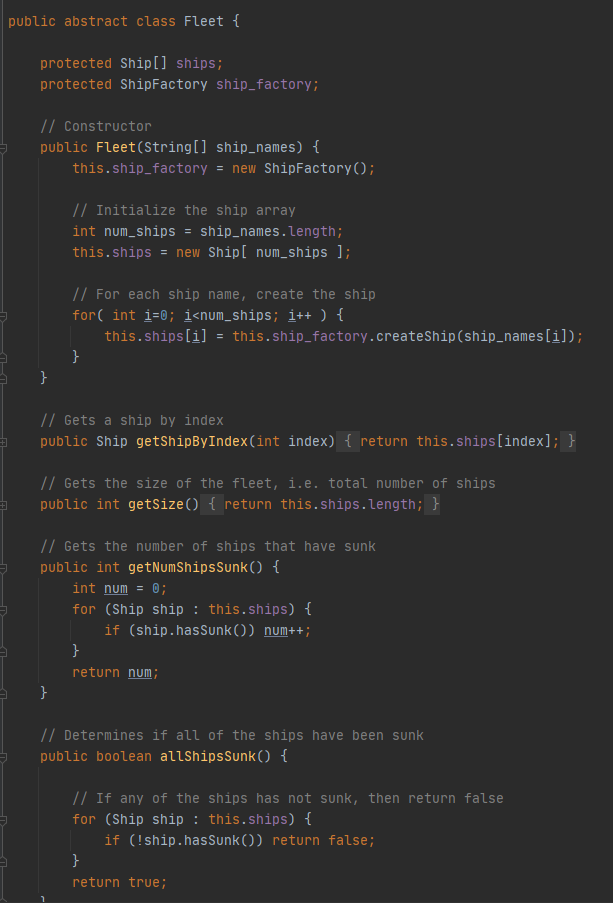 public abstract class Fleet {
protected Ship[] ships;
protected ShipFactory ship_factory;
// Constructor
public Fleet(String[] ship_names) {
this.ship_factory = new ShipFactory();
// Initialize the ship array
int num_ships = ship_names.length;
this.ships = new Ship[ num_ships ];
// For each ship name, create the ship
for( int i=0; i<num_ships; i++ ) {
this.ships[i] = this.ship_factory.createShip(ship_names[i]);
}
}
// Gets a ship by index
public Ship getShipByIndex(int index) { return this.ships[index]; }
// Gets the size of the fleet, i.e. total number of ships
public int getSize() { return this.ships.length; }
// Gets the number of ships that have sunk
public int getNumShipsSunk() {
int num = 0;
for (Ship ship : this.ships) {
if (ship.hasSunk()) num++;
}
return num;
}
// Determines if all of the ships have been sunk
public boolean allShipsSunk() {
// If any of the ships has not sunk, then return false
for (Ship ship : this.ships) {
if (!ship.hasSunk()) return false;
}
return true;
}